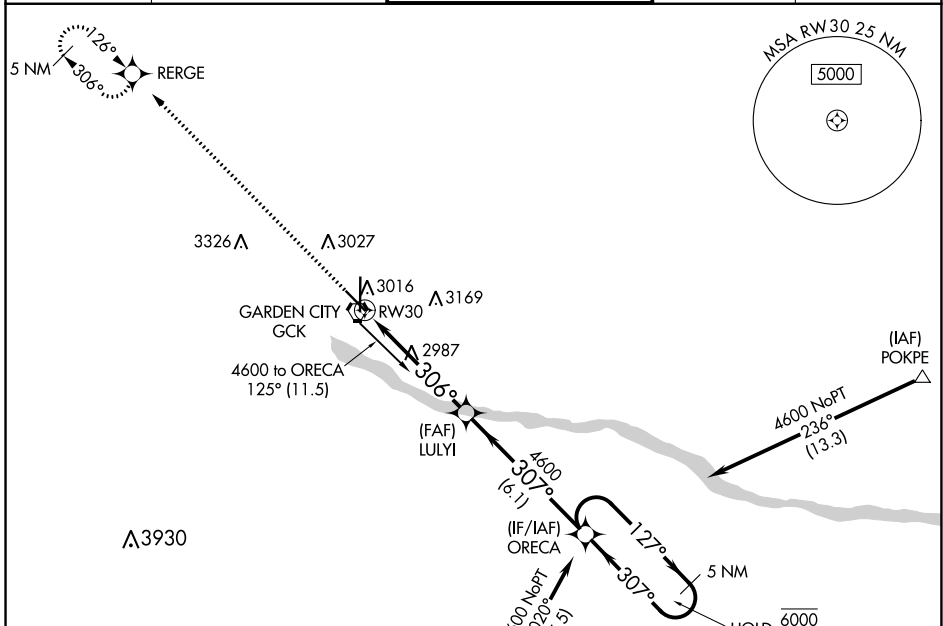 126°
5 NM
306°
RERGE
MSA RW30 25 NM
5000
3326
3027
3016
3169
GARDEN CITY
GCK
RW30
2987
4600 to ORECA
125° (11.5)
306°
(IAF)
POKPE
4600 NoPT
236°
(13.3)
(FAF)
LULYI
4600
307°
(6.1)
(IF/IAF)
ORECA
3930
127°
307°
5 NM
NoPT
6000